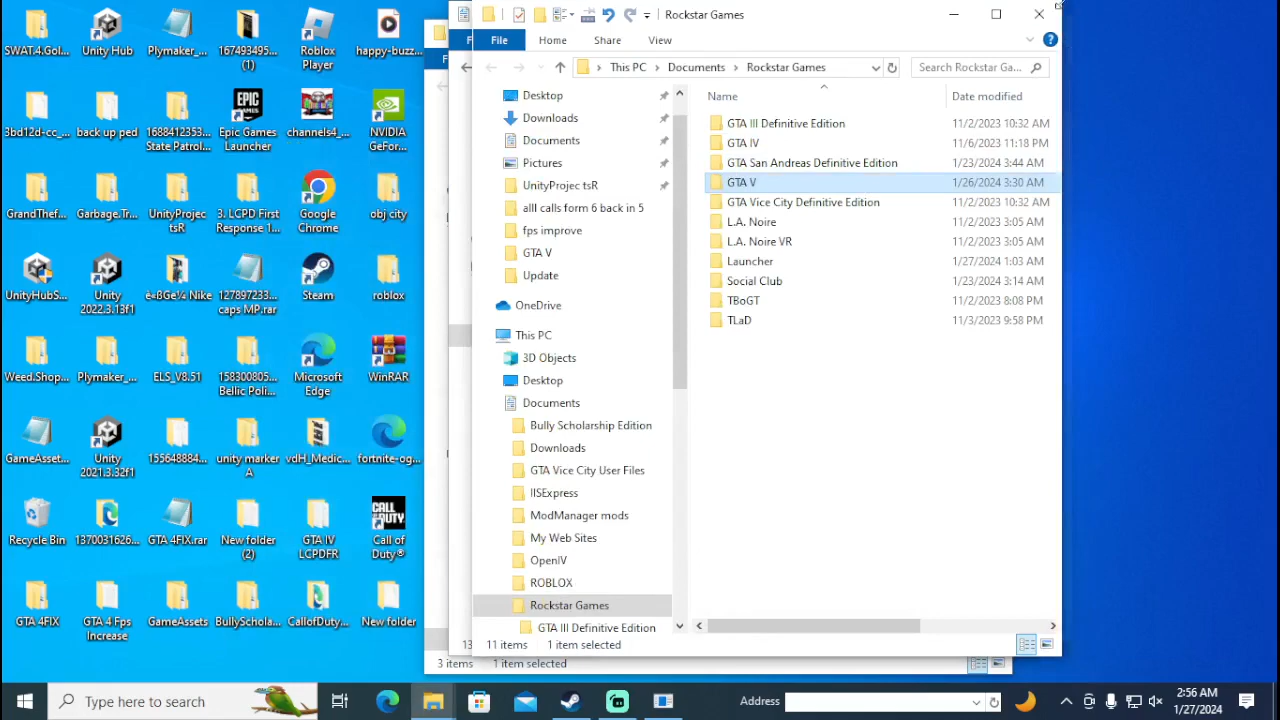 SWAT.4.Gol...
Unity Hub
Plymaker_...
167493495...
(1)
Roblox
Player
happy-buzz...
3bd12d-cc_...
back up ped
1688412353...
State Patrol...
Epic Games
Launcher
channels4_...
NVIDIA
GeFor...
GrandThef...
Garbage.Tr...
UnityProjec
tsR
3. LCPD First
Response 1...
Google
Chrome
obj city
UnityHubS...
Unity
2022.3.13f1
è«ßGe¼ Nike
127897233...
caps MP.rar
Steam
roblox
Weed.Shop...
Plymaker_...
ELS_V8.51
158300805...
Bellic Poli...
Microsoft
Edge
WinRAR
GameAsset...
Unity
2021.3.32f1
155648884...
unity marker
A
vdH_Medic...
fortnite-og...
Recycle Bin
1370031626...
GTA 4FIX.rar
New folder
(2)
GTA IV
LCPDFR
Call of
Duty®
GTA 4FIX
GTA 4 Fps
Increase
GameAssets
BullySchola...
CallofDuty...
New folder
Rockstar Games
File Home Share View
This PC > Documents > Rockstar Games
Search Rockstar Ga...
Desktop
Downloads
Documents
Pictures
UnityProjec tsR
alll calls form 6 back in 5
fps improve
GTA V
Update
OneDrive
This PC
3D Objects
Desktop
Documents
Bully Scholarship Edition
Downloads
GTA Vice City User Files
IISExpress
ModManager mods
My Web Sites
OpenIV
ROBLOX
Rockstar Games
GTA III Definitive Edition
Name Date modified
GTA III Definitive Edition 11/2/2023 10:32 AM
GTA IV 11/6/2023 11:18 PM
GTA San Andreas Definitive Edition 1/23/2024 3:44 AM
GTA V 1/26/2024 3:30 AM
GTA Vice City Definitive Edition 11/2/2023 10:32 AM
L.A. Noire 11/2/2023 3:05 AM
L.A. Noire VR 11/2/2023 3:05 AM
Launcher 1/27/2024 1:03 AM
Social Club 1/23/2024 3:14 AM
TBoGT 11/2/2023 8:08 PM
TLaD 11/3/2023 9:58 PM
13
11 items 1 item selected
3 items 1 item selected
Type here to search
Address
2:56 AM
1/27/2024